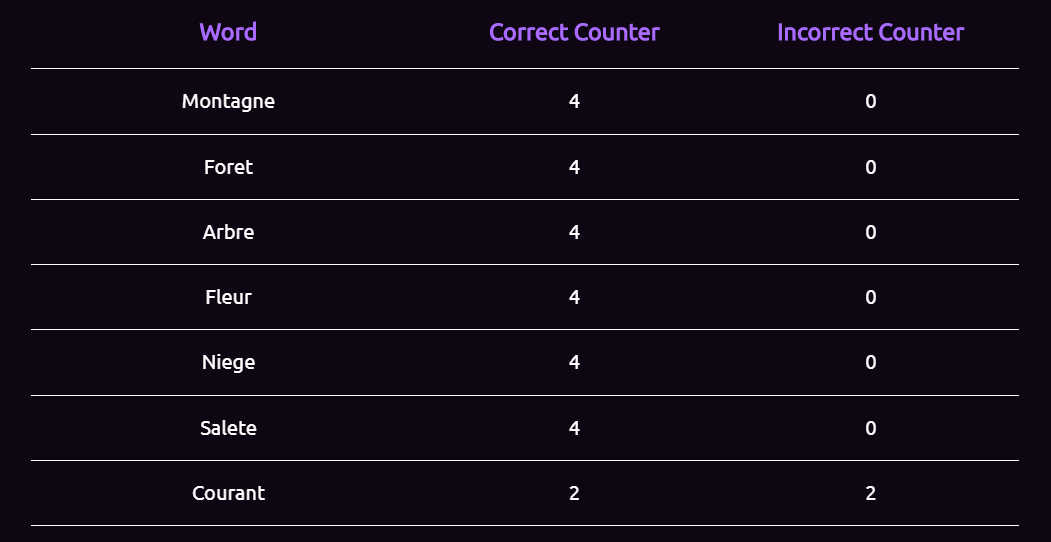 Word Correct Counter Incorrect Counter
Montagne 4 0
Foret 4 0
Arbre 4 0
Fleur 4 0
Niege 4 0
Salete 4 0
Courant 2 2